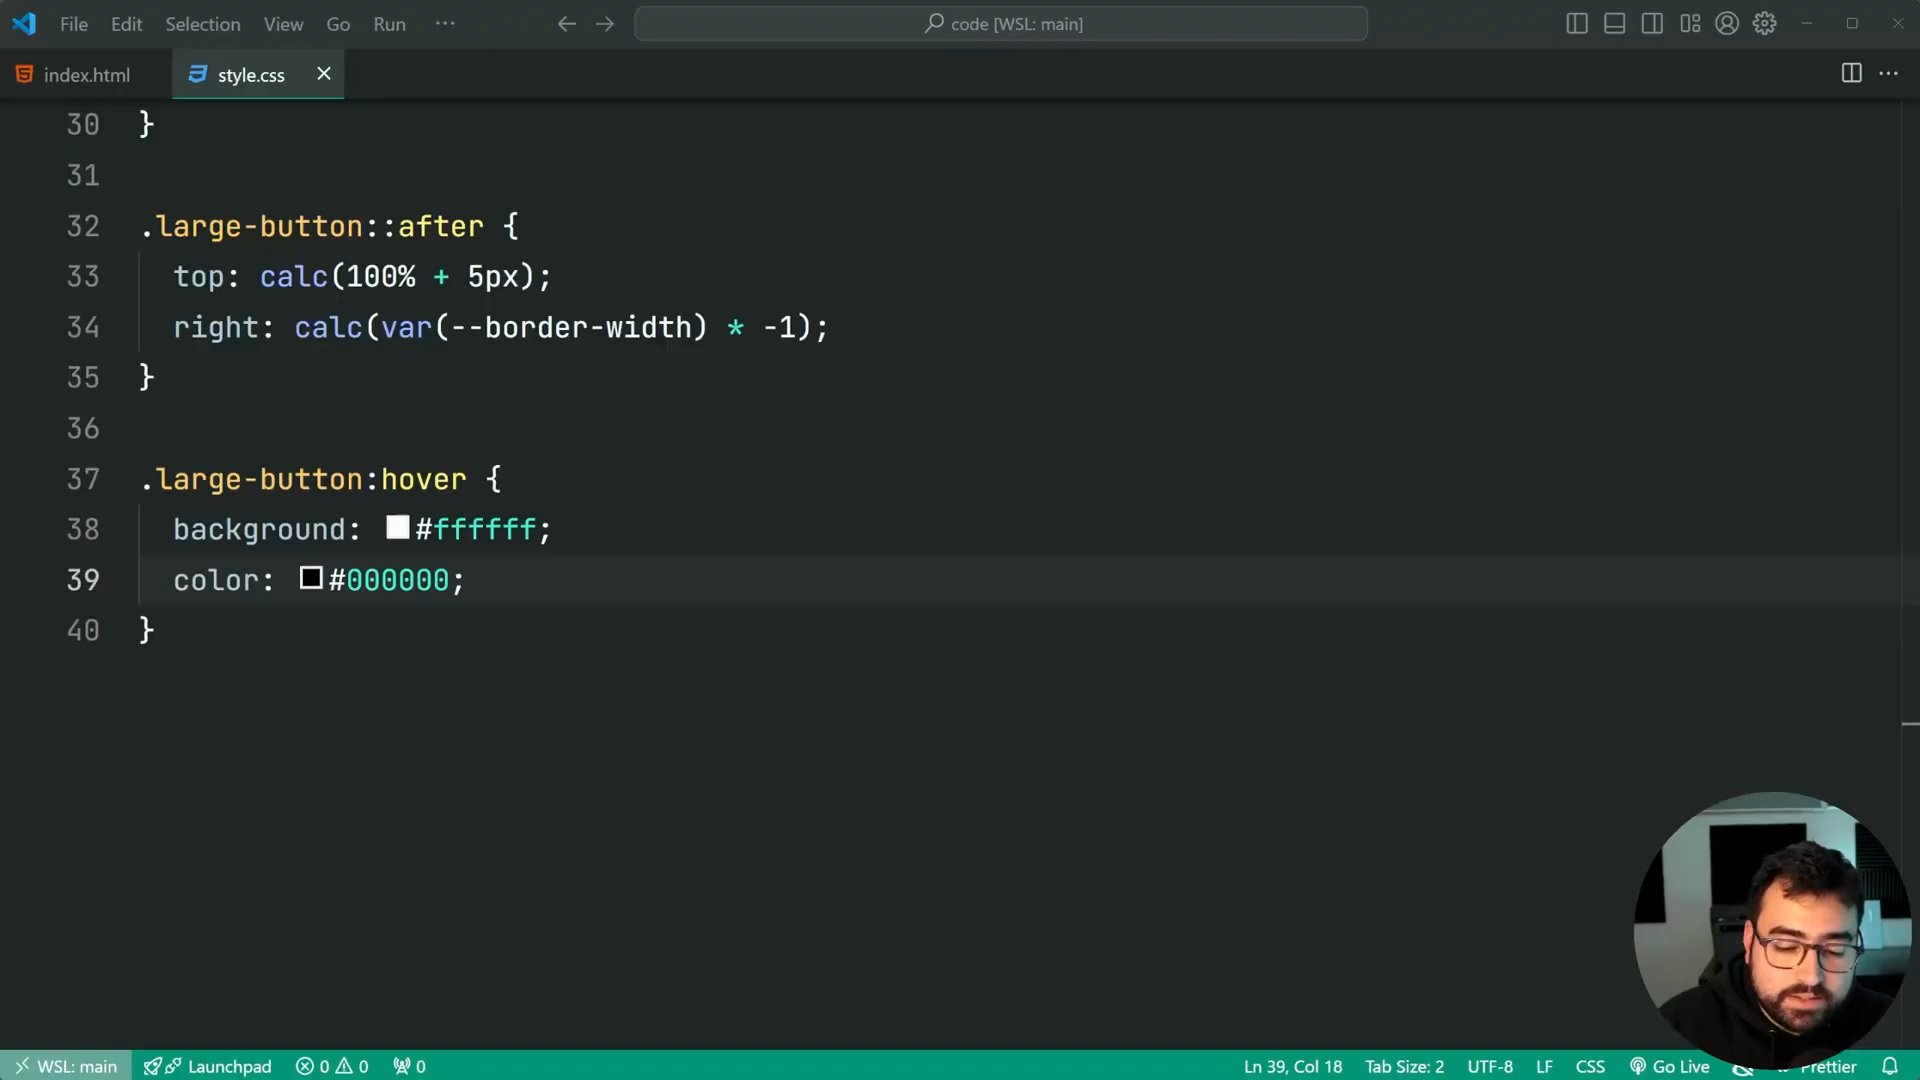 File Edit Selection View Go Run ···
code [WSL: main]
index.html
style.css
30 }
31
32 .large-button::after {
33 top: calc(100% + 5px);
34 right: calc(var(--border-width) * -1);
35 }
36
37 .large-button:hover {
38 background: #ffffff;
39 color: #000000;
40 }
WSL: main Launchpad 0 0 0 Ln 39, Col 18 Tab Size: 2 UTF-8 LF CSS Go Live Prettier